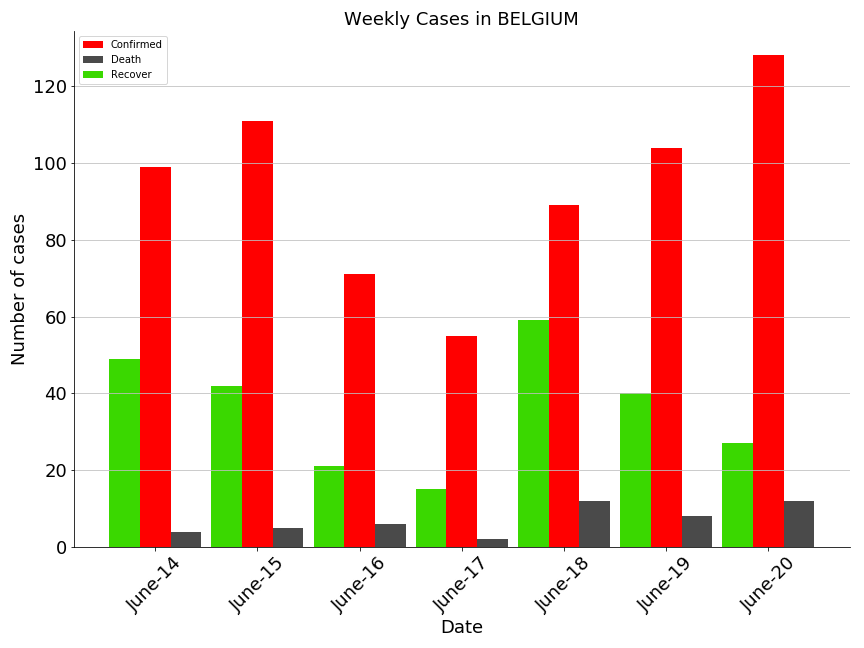 Weekly Cases in BELGIUM
Confirmed
Death
Recover
Number of cases
120
100
80
60
40
20
0
June-14
June-15
June-16
June-17
June-18
June-19
June-20
Date